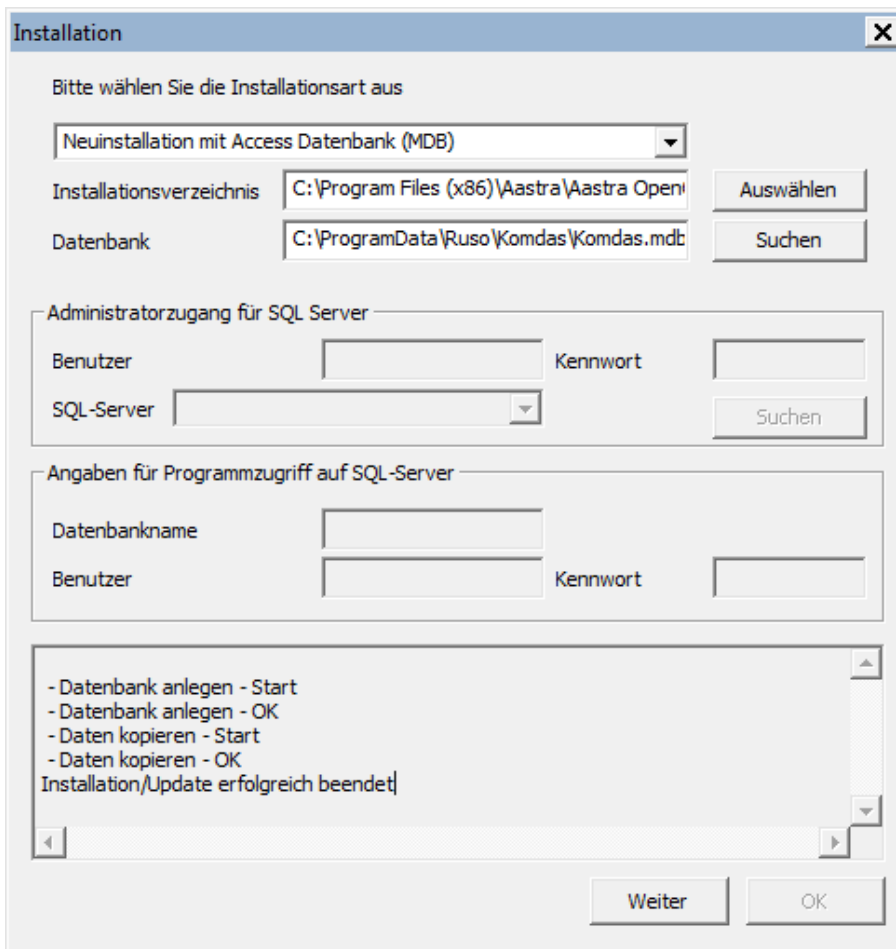 Installation
Bitte wählen Sie die Installationsart aus
Neuinstallation mit Access Datenbank (MDB)
Installationsverzeichnis C:\Program Files (x86)\Aastra\Aastra Open Auswählen
Datenbank C:\ProgramData\Ruso\Komdas\Komdas.mdb Suchen
Administratorzugang für SQL Server
Benutzer Kennwort
SQL-Server Suchen
Angaben für Programmzugriff auf SQL-Server
Datenbankname
Benutzer Kennwort
- Datenbank anlegen - Start
- Datenbank anlegen - OK
- Daten kopieren - Start
- Daten kopieren - OK
Installation/Update erfolgreich beendet
Weiter OK